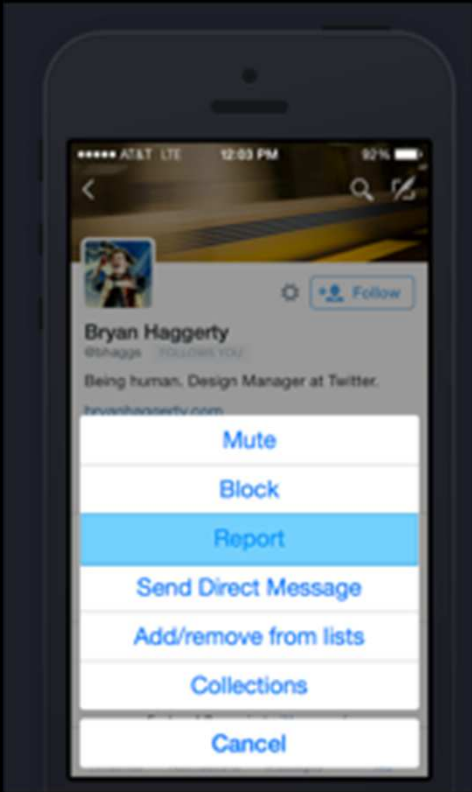 AT&T LTE 12:03 PM 92%
Follow
Bryan Haggerty
@bhaggs FOLLOWS YOU
Being human. Design Manager at Twitter.
bryanhaggerty.com
Mute
Block
Report
Send Direct Message
Add/remove from lists
Collections
Cancel